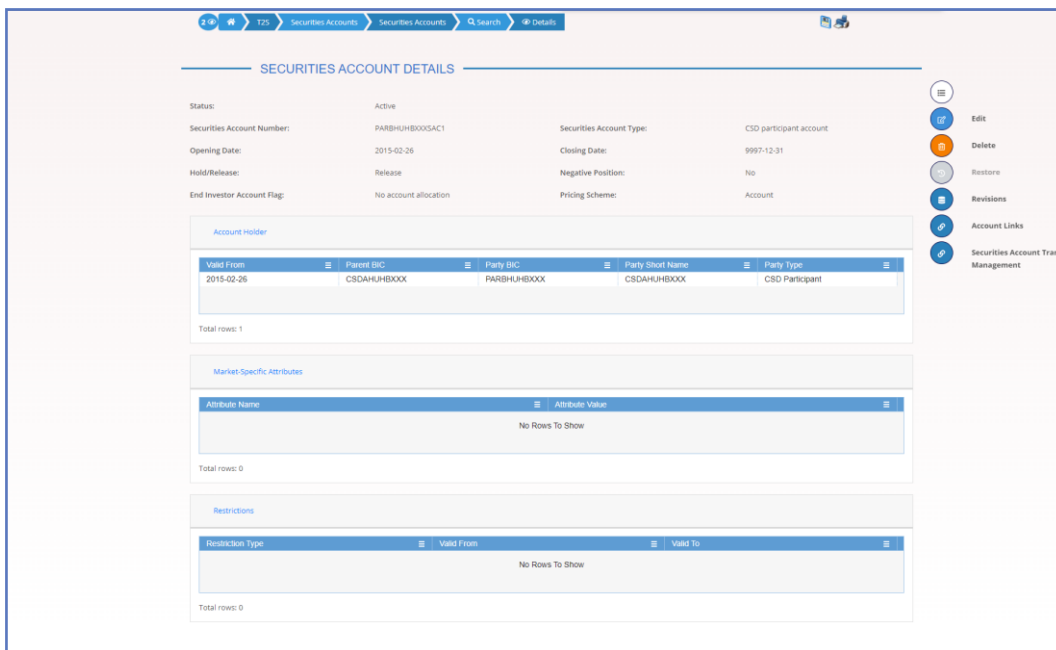 2 T2S Securities Accounts Securities Accounts Search Details
SECURITIES ACCOUNT DETAILS
Status: Active
Securities Account Number: PARBHUHBXXXSAC1 Securities Account Type: CSD participant account
Opening Date: 2015-02-26 Closing Date: 9997-12-31
Hold/Release: Release Negative Position: No
End Investor Account Flag: No account allocation Pricing Scheme: Account
Edit
Delete
Restore
Revisions
Account Links
Securities Account Tran
Management
Account Holder
Valid From Parent BIC Party BIC Party Short Name Party Type
2015-02-26 CSDAHUHBXXX PARBHUHBXXX CSDAHUHBXXX CSD Participant
Total rows: 1
Market-Specific Attributes
Attribute Name Attribute Value
No Rows To Show
Total rows: 0
Restrictions
Restriction Type Valid From Valid To
No Rows To Show
Total rows: 0